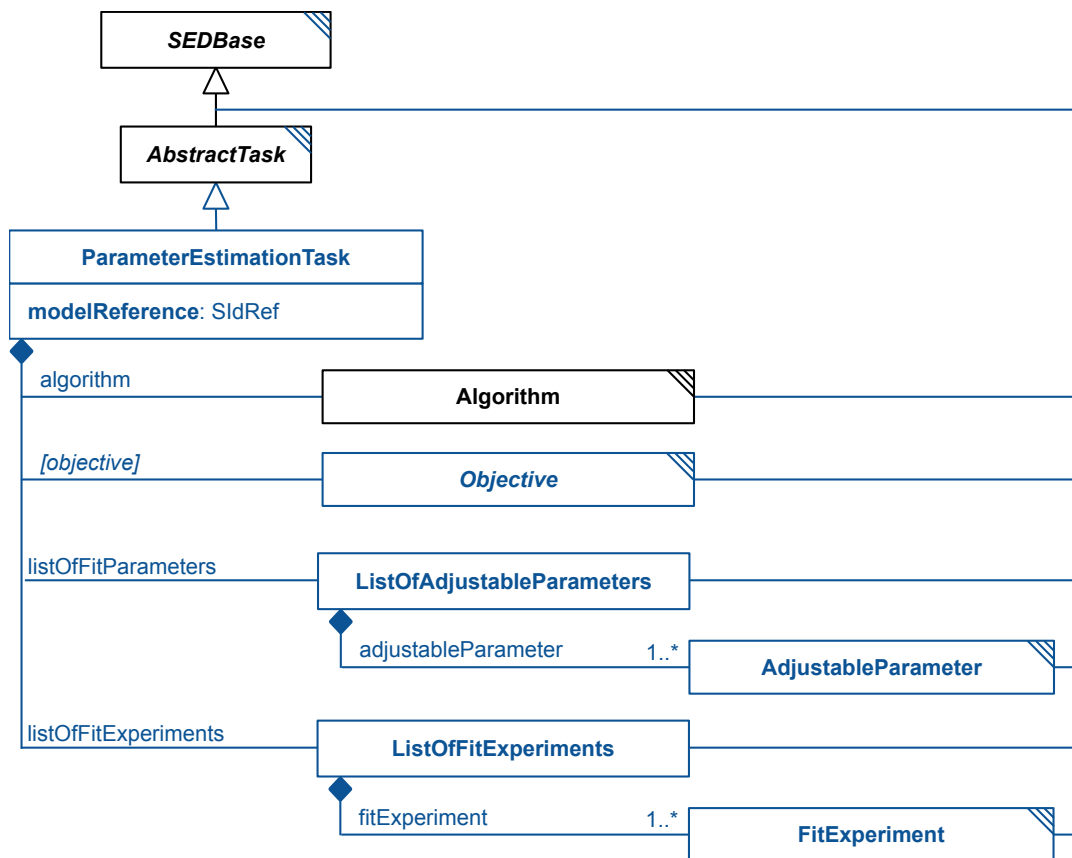 SEDBase
AbstractTask
ParameterEstimationTask
modelReference: SIdRef
algorithm
Algorithm
[objective]
Objective
listOfFitParameters
ListOfAdjustableParameters
adjustableParameter
1..*
AdjustableParameter
listOfFitExperiments
ListOfFitExperiments
fitExperiment
1..*
FitExperiment